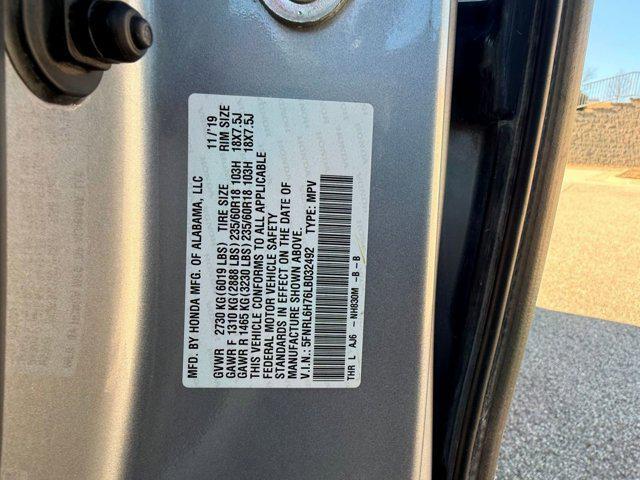 MFD. BY HONDA MFG. OF ALABAMA, LLC 11/'19
GVWR 2730 KG(6019 LBS) TIRE SIZE RIM SIZE
GAWR F 1310 KG(2888 LBS) 235/60R18 103H 18X7.5J
GAWR R 1465 KG(3230 LBS) 235/60R18 103H 18X7.5J
THIS VEHICLE CONFORMS TO ALL APPLICABLE
FEDERAL MOTOR VEHICLE SAFETY
STANDARDS IN EFFECT ON THE DATE OF
MANUFACTURE SHOWN ABOVE.
V.I.N.: 5FNRL6H76LB032492 TYPE: MPV
THR L AJ6 - NH830M -B-B